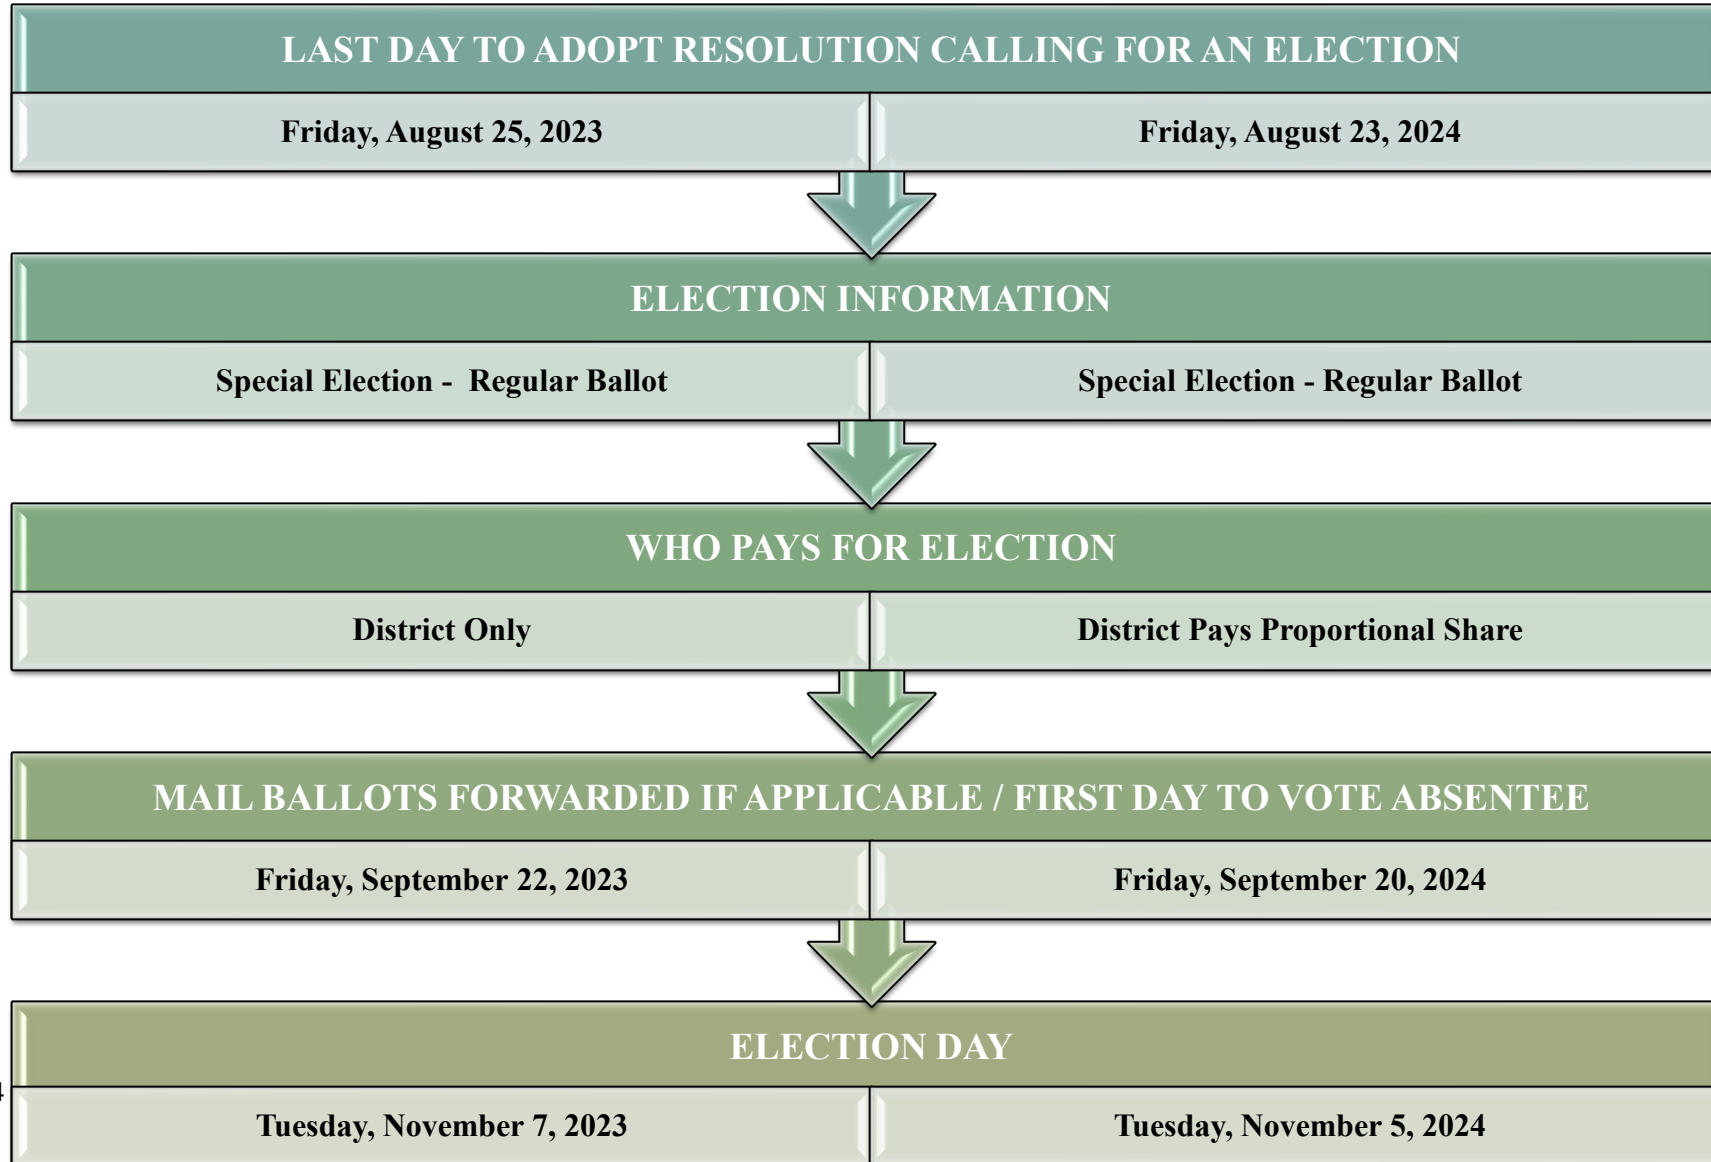 LAST DAY TO ADOPT RESOLUTION CALLING FOR AN ELECTION
Friday, August 25, 2023
Friday, August 23, 2024
ELECTION INFORMATION
Special Election -  Regular Ballot
Special Election - Regular Ballot
WHO PAYS FOR ELECTION
District Only
District Pays Proportional Share
MAIL BALLOTS FORWARDED IF APPLICABLE / FIRST DAY TO VOTE ABSENTEE
Friday, September 22, 2023
Friday, September 20, 2024
ELECTION DAY
4
Tuesday, November 7, 2023
Tuesday, November 5, 2024